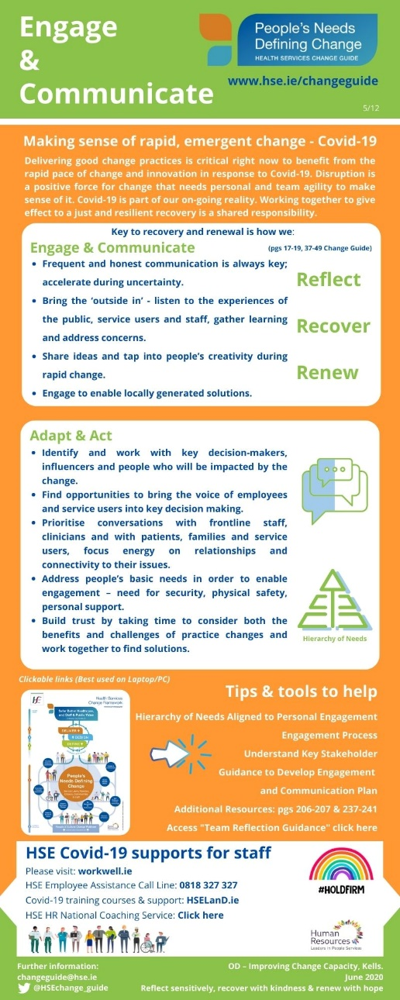 Engage
&
Communicate
People's Needs
Defining Change
HEALTH SERVICES CHANGE GUIDE
www.hse.ie/changeguide
5/12
Making sense of rapid, emergent change - Covid-19
Delivering good change practices is critical right now to benefit from the
rapid pace of change and innovation in response to Covid-19. Disruption is
a positive force for change that needs personal and team agility to make
sense of it. Covid-19 is part of our on-going reality. Working together to give
effect to a just and resilient recovery is a shared responsibility.
Key to recovery and renewal is how we:
Engage & Communicate
(pgs 17-19, 37-49 Change Guide)
• Frequent and honest communication is always key;
accelerate during uncertainty.
• Bring the 'outside in' - listen to the experiences of
the public, service users and staff, gather learning
and address concerns.
• Share ideas and tap into people's creativity during
rapid change.
• Engage to enable locally generated solutions.
Reflect
Recover
Renew
Adapt & Act
• Identify and work with key decision-makers,
influencers and people who will be impacted by the
change.
• Find opportunities to bring the voice of employees
and service users into key decision making.
• Prioritise conversations with frontline staff,
clinicians and with patients, families and service
users, focus energy on relationships and
connectivity to their issues.
• Address people's basic needs in order to enable
engagement – need for security, physical safety,
personal support.
• Build trust by taking time to consider both the
benefits and challenges of practice changes and
work together to find solutions.
Hierarchy of Needs
Clickable links (Best used on Laptop/PC)
Health Services
Change Framework
Safer Better Healthcare,
and Staff & Public Value
DELIVER
DESIGN
DEFINE
People's
Needs Defining
Change
Tips & tools to help
Hierarchy of Needs Aligned to Personal Engagement
Engagement Process
Understand Key Stakeholder
Guidance to Develop Engagement
and Communication Plan
Additional Resources: pgs 206-207 & 237-241
Access "Team Reflection Guidance" click here
HSE Covid-19 supports for staff
Please visit: workwell.ie
HSE Employee Assistance Call Line: 0818 327 327
Covid-19 training courses & support: HSELanD.ie
HSE HR National Coaching Service: Click here
#HOLDFIRM
Human
Resources
Leaders in People Services
Further information:
changeguide@hse.ie
@HSEchange_guide
OD – Improving Change Capacity, Kells.
June 2020
Reflect sensitively, recover with kindness & renew with hope